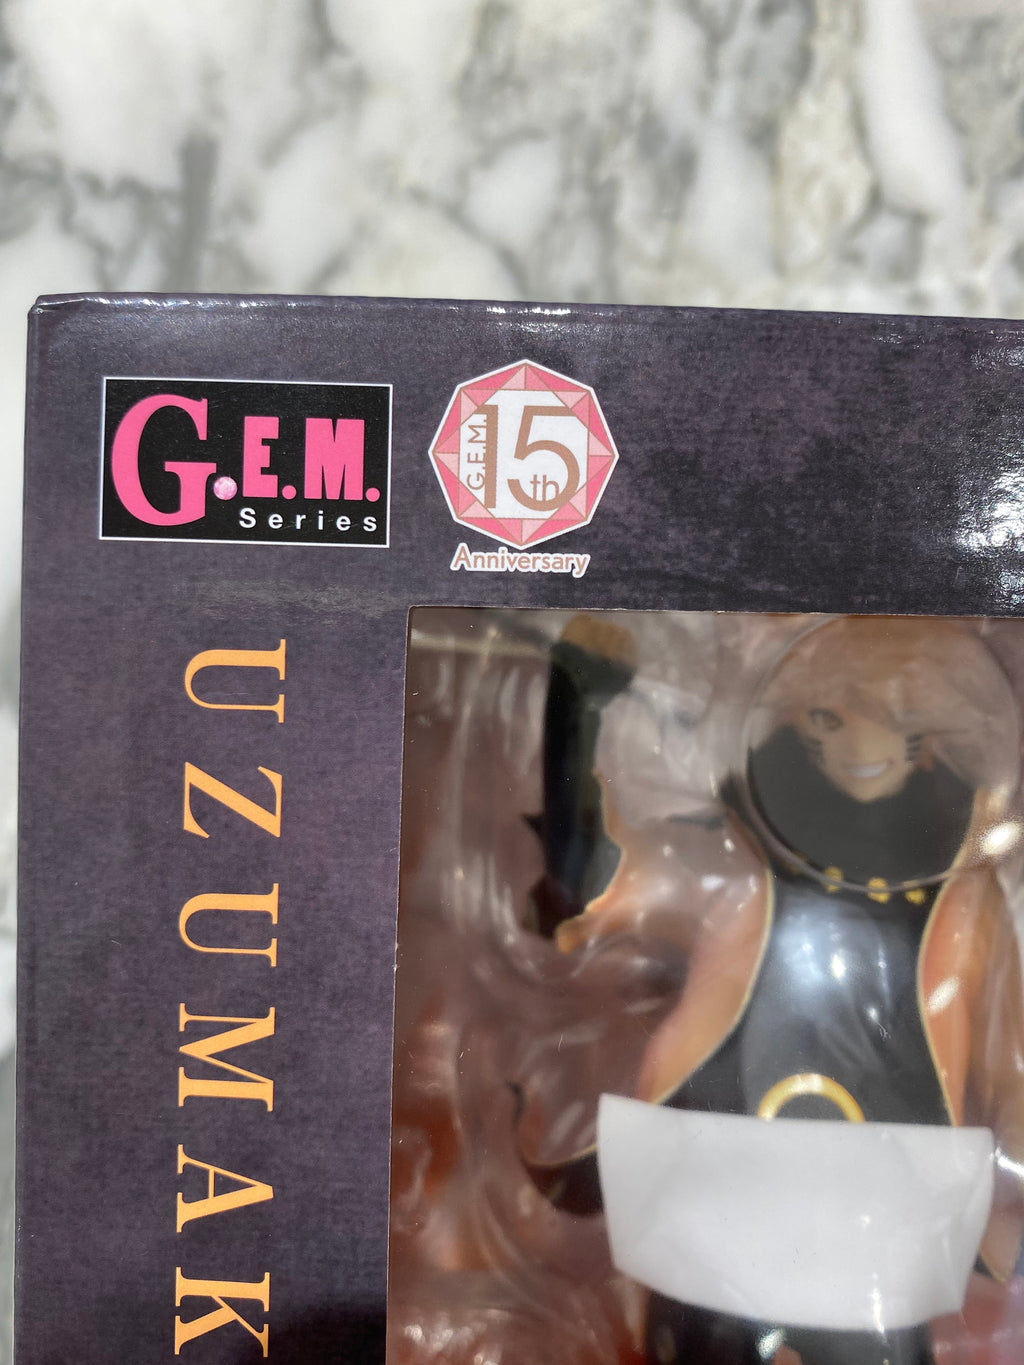 G.E.M.
Series
G.E.M.
15th
Anniversary
UZUMAK